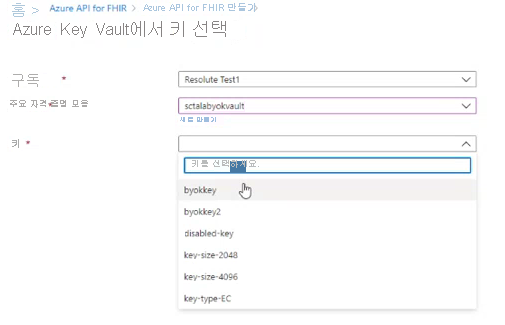 홈 > Azure API for FHIR > Azure API for FHIR 만들기
Azure Key Vault에서 키 선택
구독 * Resolute Test1
주요 자격 증명 모음 sctalabyokvault
새로 만들기
키 *
키를 선택하세요.
byokkey
byokkey2
disabled-key
key-size-2048
key-size-4096
key-type-EC